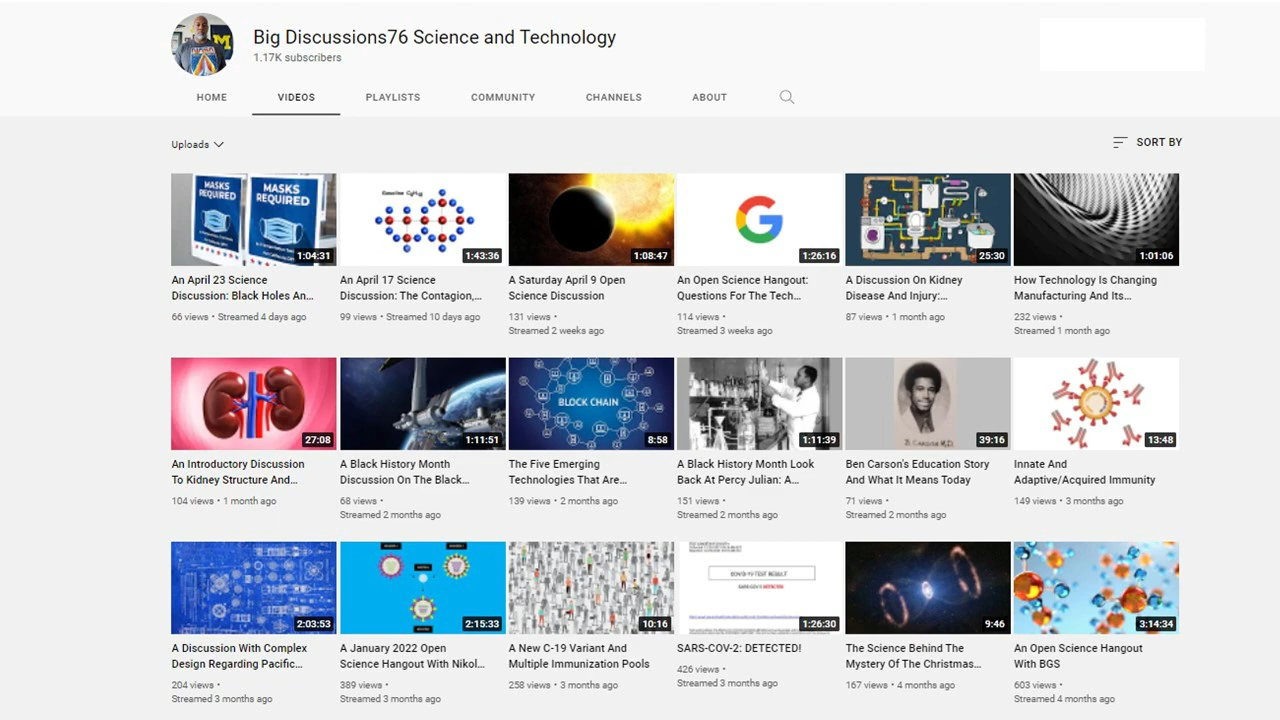 Big Discussions76 Science and Technology
1.17K subscribers
HOME VIDEOS PLAYLISTS COMMUNITY CHANNELS ABOUT
Uploads SORT BY
MASKS REQUIRED
MASKS REQUIRED
1:04:31
1:43:36
1:08:47
G
1:26:16
25:30
1:01:06
An April 23 Science
Discussion: Black Holes An...
66 views • Streamed 4 days ago
An April 17 Science
Discussion: The Contagion,...
99 views • Streamed 10 days ago
A Saturday April 9 Open
Science Discussion
131 views •
Streamed 2 weeks ago
An Open Science Hangout:
Questions For The Tech...
114 views •
Streamed 3 weeks ago
A Discussion On Kidney
Disease And Injury:...
87 views • 1 month ago
How Technology Is Changing
Manufacturing And Its...
232 views •
Streamed 1 month ago
27:08
1:11:51
BLOCK CHAIN
8:58
1:11:39
B. CARSON M.D.
39:16
13:48
An Introductory Discussion
To Kidney Structure And...
104 views • 1 month ago
A Black History Month
Discussion On The Black...
68 views •
Streamed 2 months ago
The Five Emerging
Technologies That Are...
139 views • 2 months ago
A Black History Month Look
Back At Percy Julian: A...
151 views •
Streamed 2 months ago
Ben Carson's Education Story
And What It Means Today
71 views •
Streamed 2 months ago
Innate And
Adaptive/Acquired Immunity
149 views • 3 months ago
2:03:53
2:15:33
10:16
COVID-19 TEST RESULT
SARS-COV-2 DETECTED
1:26:30
9:46
3:14:34
A Discussion With Complex
Design Regarding Pacific...
204 views •
Streamed 3 months ago
A January 2022 Open
Science Hangout With Nikol...
389 views •
Streamed 3 months ago
A New C-19 Variant And
Multiple Immunization Pools
258 views • 3 months ago
SARS-COV-2: DETECTED!
426 views •
Streamed 3 months ago
The Science Behind The
Mystery Of The Christmas...
167 views • 4 months ago
An Open Science Hangout
With BGS
603 views •
Streamed 4 months ago